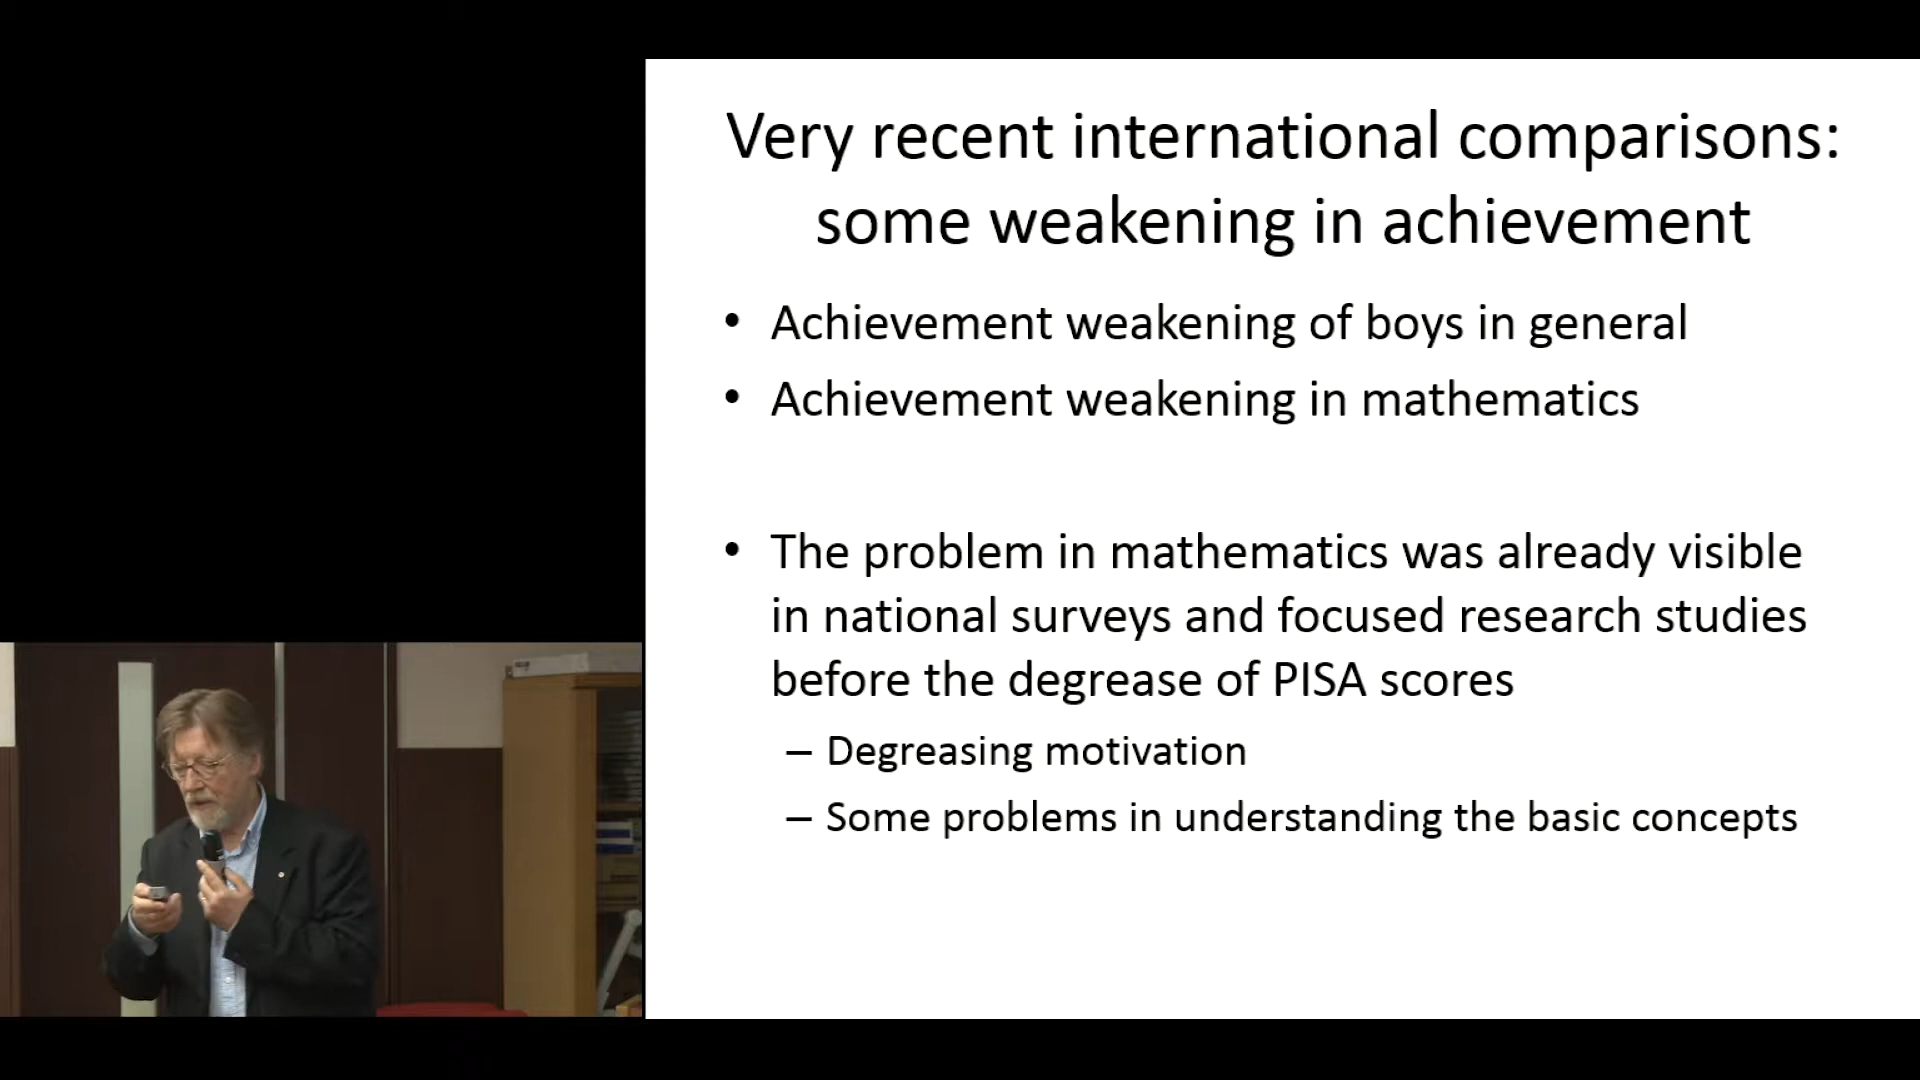 Very recent international comparisons:
some weakening in achievement
• Achievement weakening of boys in general
• Achievement weakening in mathematics
• The problem in mathematics was already visible
in national surveys and focused research studies
before the degrease of PISA scores
– Degreasing motivation
– Some problems in understanding the basic concepts